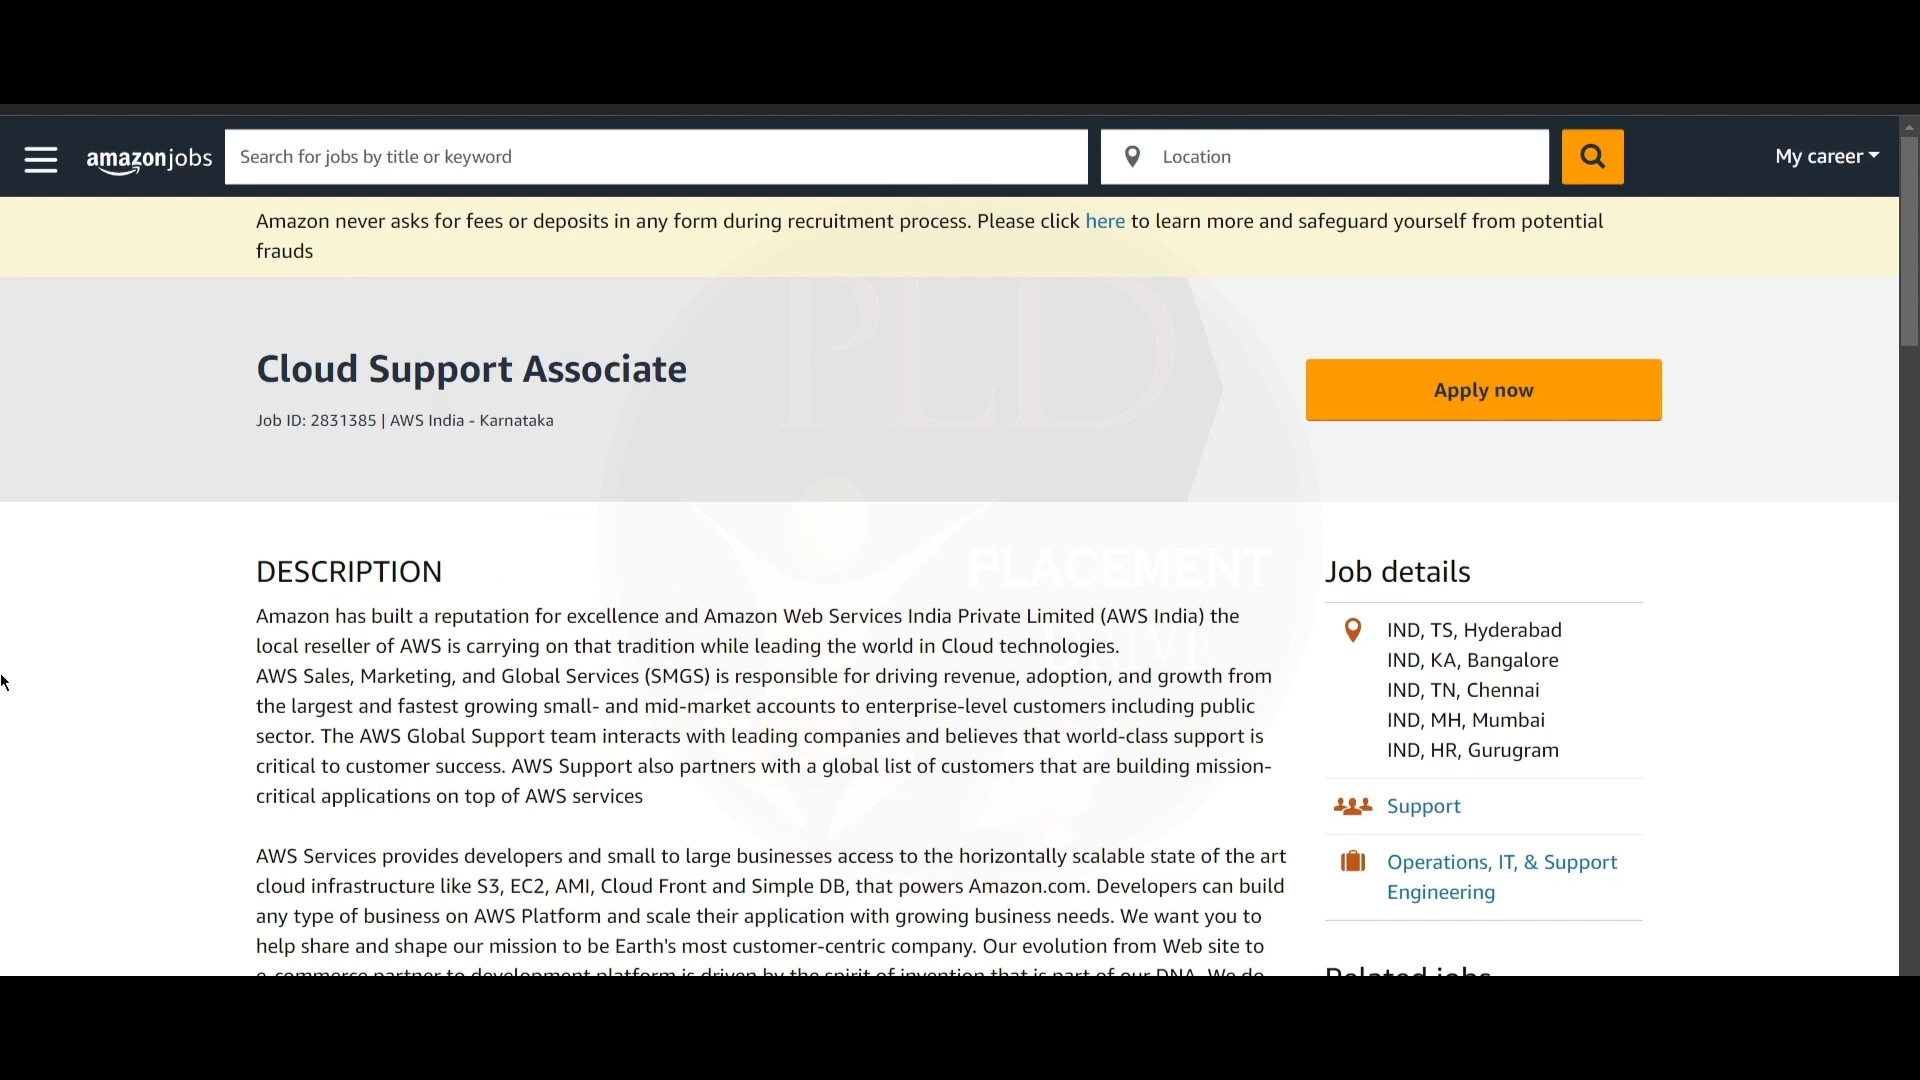 amazon jobs
Search for jobs by title or keyword
Location
My career
Amazon never asks for fees or deposits in any form during recruitment process. Please click here to learn more and safeguard yourself from potential
frauds
PLD
Cloud Support Associate
Apply now
Job ID: 2831385 | AWS India - Karnataka
PLACEMENT
DRIVE
DESCRIPTION
Amazon has built a reputation for excellence and Amazon Web Services India Private Limited (AWS India) the
local reseller of AWS is carrying on that tradition while leading the world in Cloud technologies.
AWS Sales, Marketing, and Global Services (SMGS) is responsible for driving revenue, adoption, and growth from
the largest and fastest growing small- and mid-market accounts to enterprise-level customers including public
sector. The AWS Global Support team interacts with leading companies and believes that world-class support is
critical to customer success. AWS Support also partners with a global list of customers that are building mission-
critical applications on top of AWS services
AWS Services provides developers and small to large businesses access to the horizontally scalable state of the art
cloud infrastructure like S3, EC2, AMI, Cloud Front and Simple DB, that powers Amazon.com. Developers can build
any type of business on AWS Platform and scale their application with growing business needs. We want you to
help share and shape our mission to be Earth's most customer-centric company. Our evolution from Web site to
e-commerce partner to development platform is driven by the spirit of invention that is part of our DNA. We do
Job details
IND, TS, Hyderabad
IND, KA, Bangalore
IND, TN, Chennai
IND, MH, Mumbai
IND, HR, Gurugram
Support
Operations, IT, & Support
Engineering
Related jobs